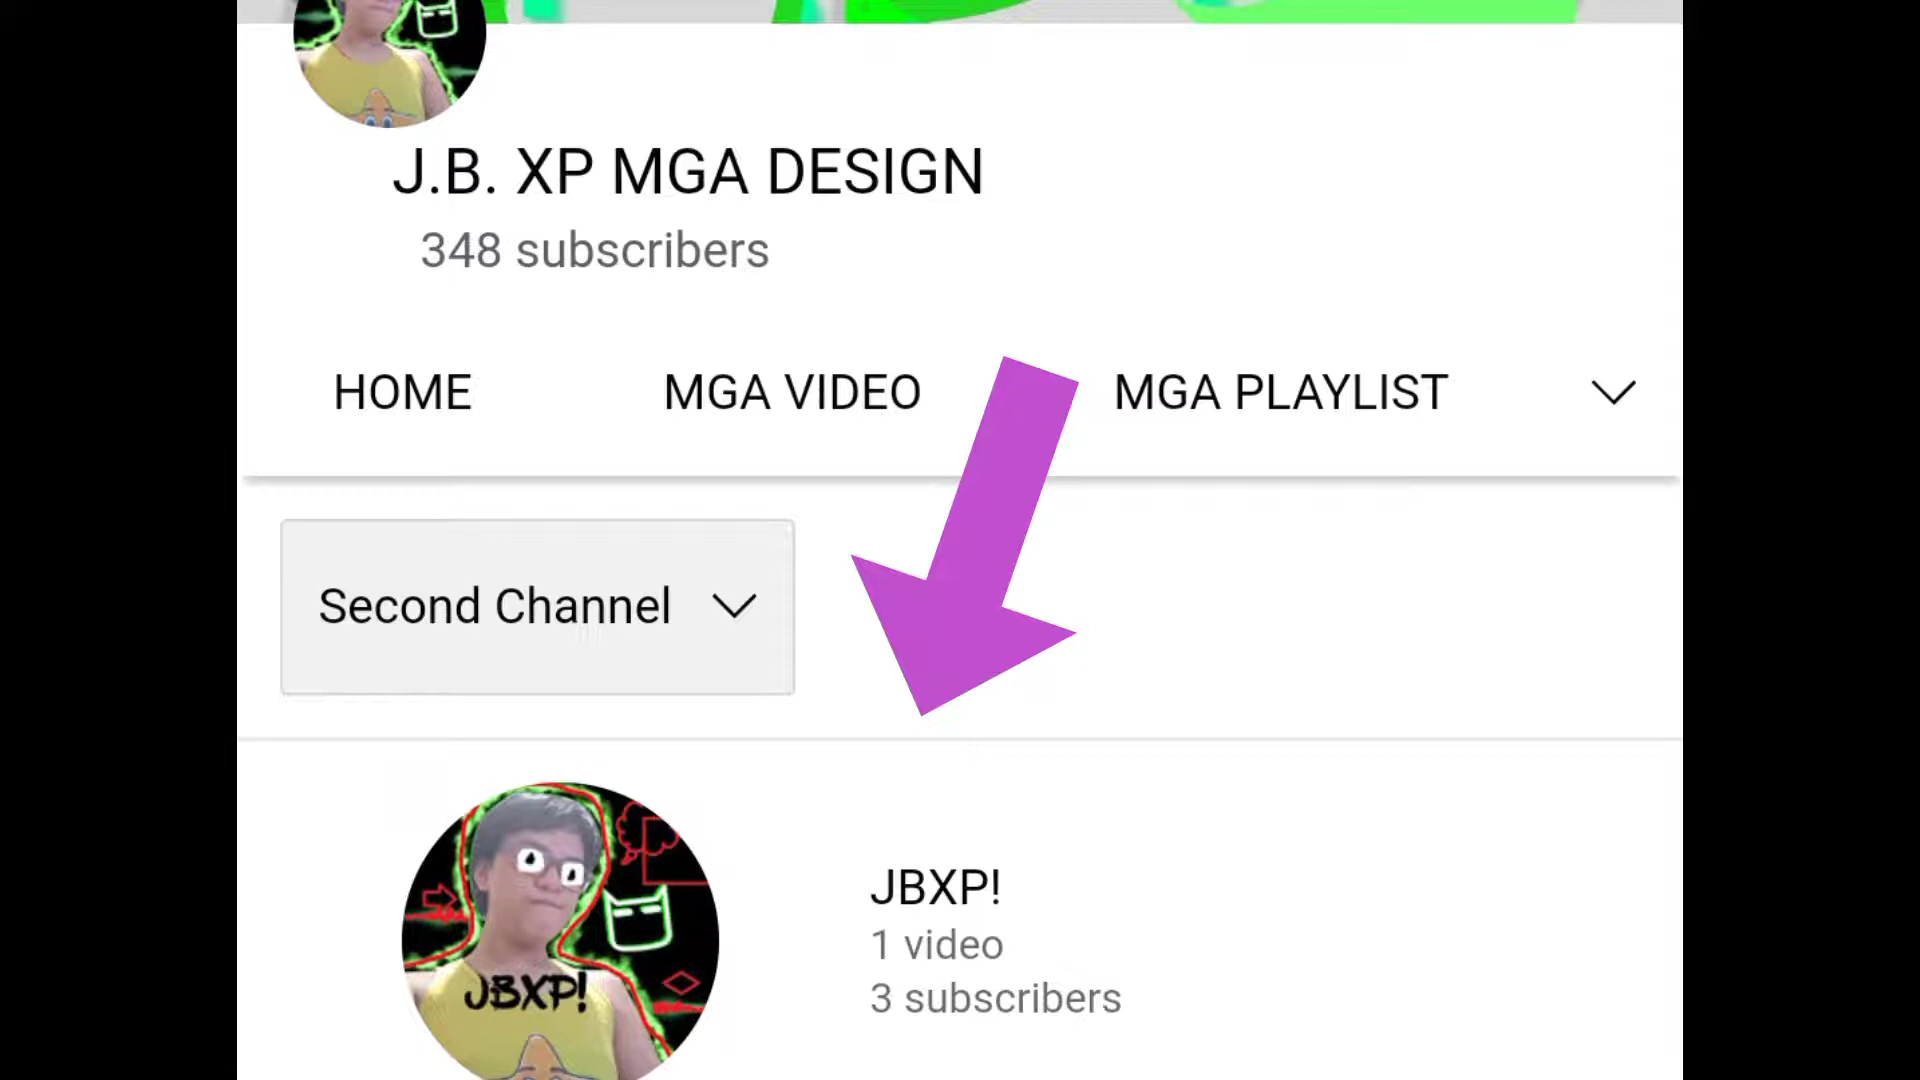 J.B. XP MGA DESIGN
348 subscribers
HOME MGA VIDEO MGA PLAYLIST
Second Channel
JBXP!
JBXP!
1 video
3 subscribers